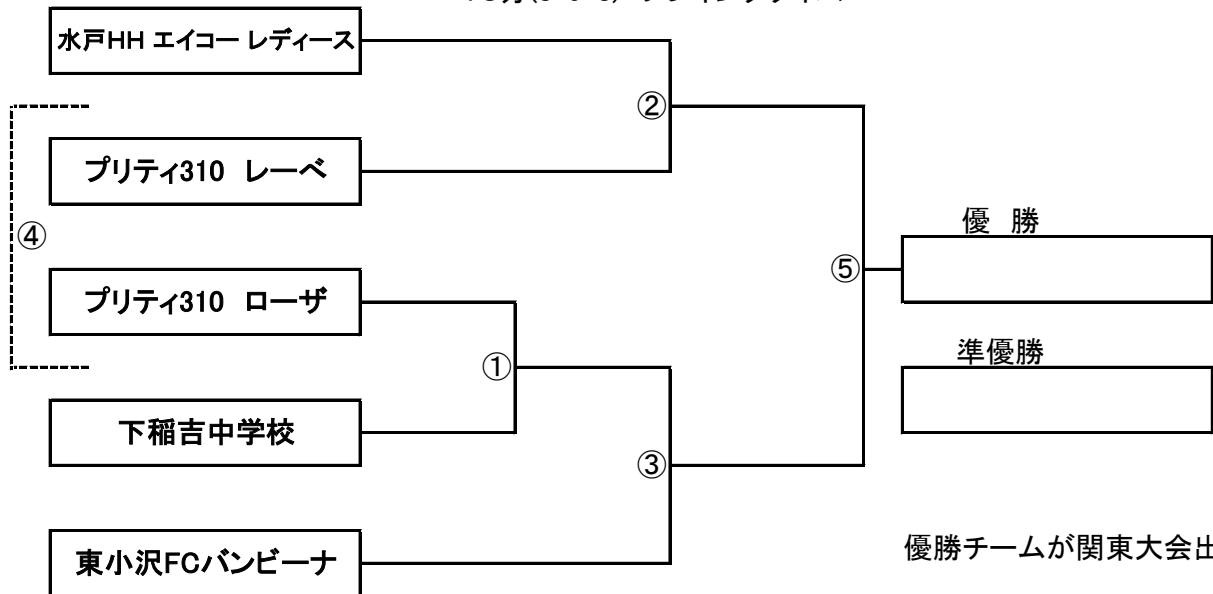 水戸HH エイコー レディース
②
プリティ310　レーベ
④
優　勝
⑤
プリティ310　ローザ
①
準優勝
下稲吉中学校
③
東小沢FCバンビーナ
優勝チームが関東大会出